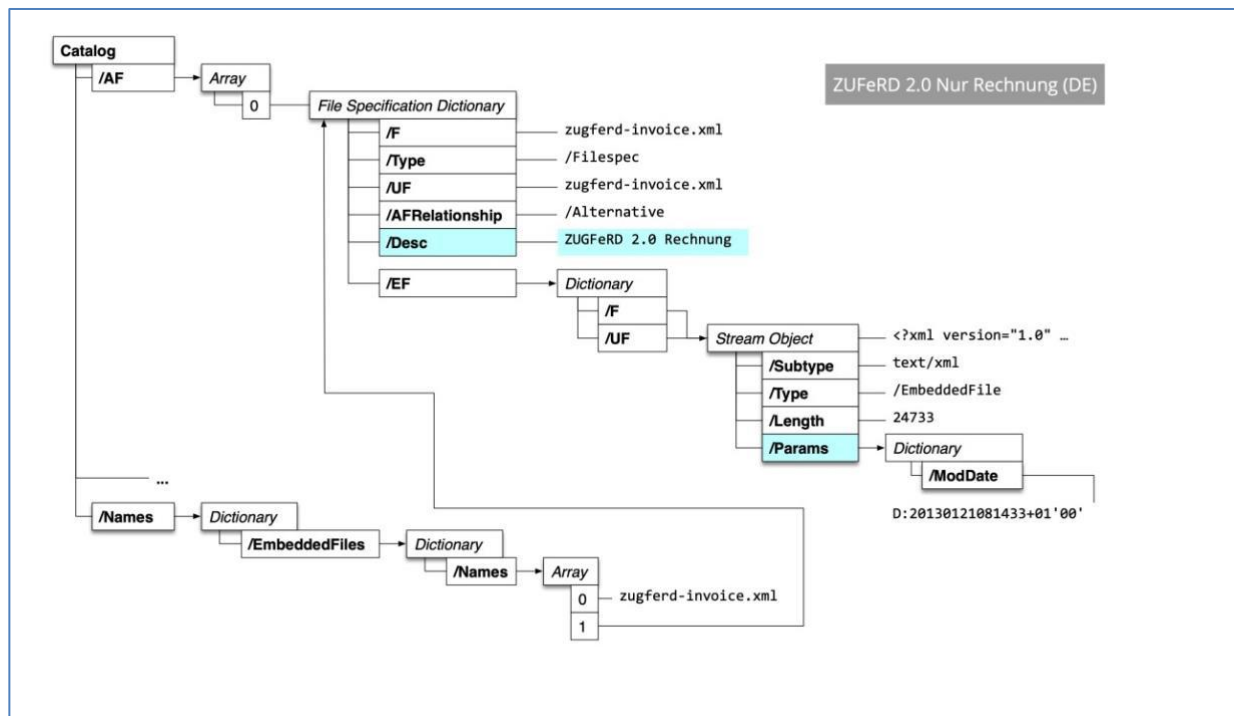 Catalog
ZUFeRD 2.0 Nur Rechnung (DE)
/AF
Array
0
File Specification Dictionary
/F
zugferd-invoice.xml
/Type
/Filespec
/UF
zugferd-invoice.xml
/AFRelationship
/Alternative
/Desc
ZUGFeRD 2.0 Rechnung
/EF
Dictionary
/F
/UF
Stream Object
<?xml version="1.0" …
/Subtype
text/xml
/Type
/EmbeddedFile
/Length
24733
/Params
Dictionary
/ModDate
D:20130121081433+01'00'
...
/Names
Dictionary
/EmbeddedFiles
Dictionary
/Names
Array
0
zugferd-invoice.xml
1